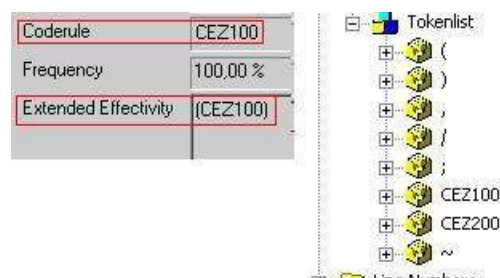 Coderule CEZ100
Frequency 100,00 %
Extended Effectivity (CEZ100)
Tokenlist
(
)
,
/
;
CEZ100
CEZ200
~